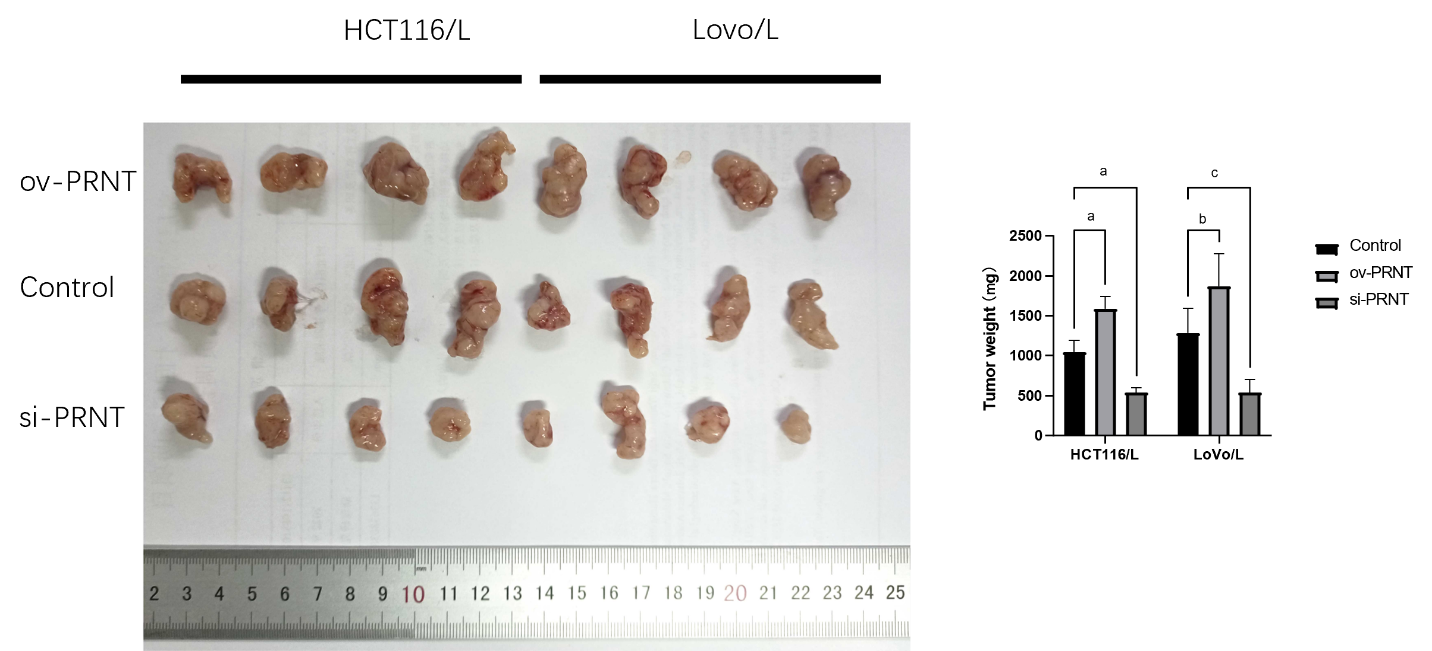 HCT116/L
Lovo/L
ov-PRNT
Control
si-PRNT
mm
2 3 4 5 6 7 8 9 10 11 12 13 14 15 16 17 18 19 20 21 22 23 24 25
a
c
a
b
2500
2000
1500
1000
500
0
Tumor weight (mg)
HCT116/L
LoVo/L
Control
ov-PRNT
si-PRNT